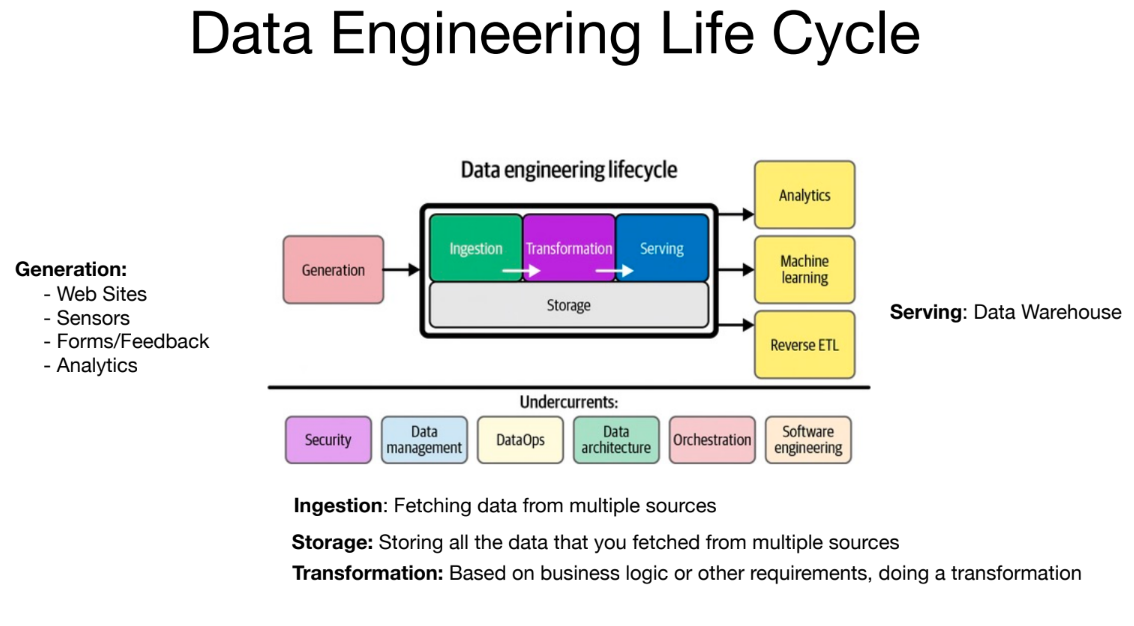 Data Engineering Life Cycle
Data engineering lifecycle
Generation:
- Web Sites
- Sensors
- Forms/Feedback
- Analytics
Generation
Ingestion
Transformation
Serving
Storage
Analytics
Machine
learning
Reverse ETL
Serving: Data Warehouse
Undercurrents:
Security
Data
management
DataOps
Data
architecture
Orchestration
Software
engineering
Ingestion: Fetching data from multiple sources
Storage: Storing all the data that you fetched from multiple sources
Transformation: Based on business logic or other requirements, doing a transformation